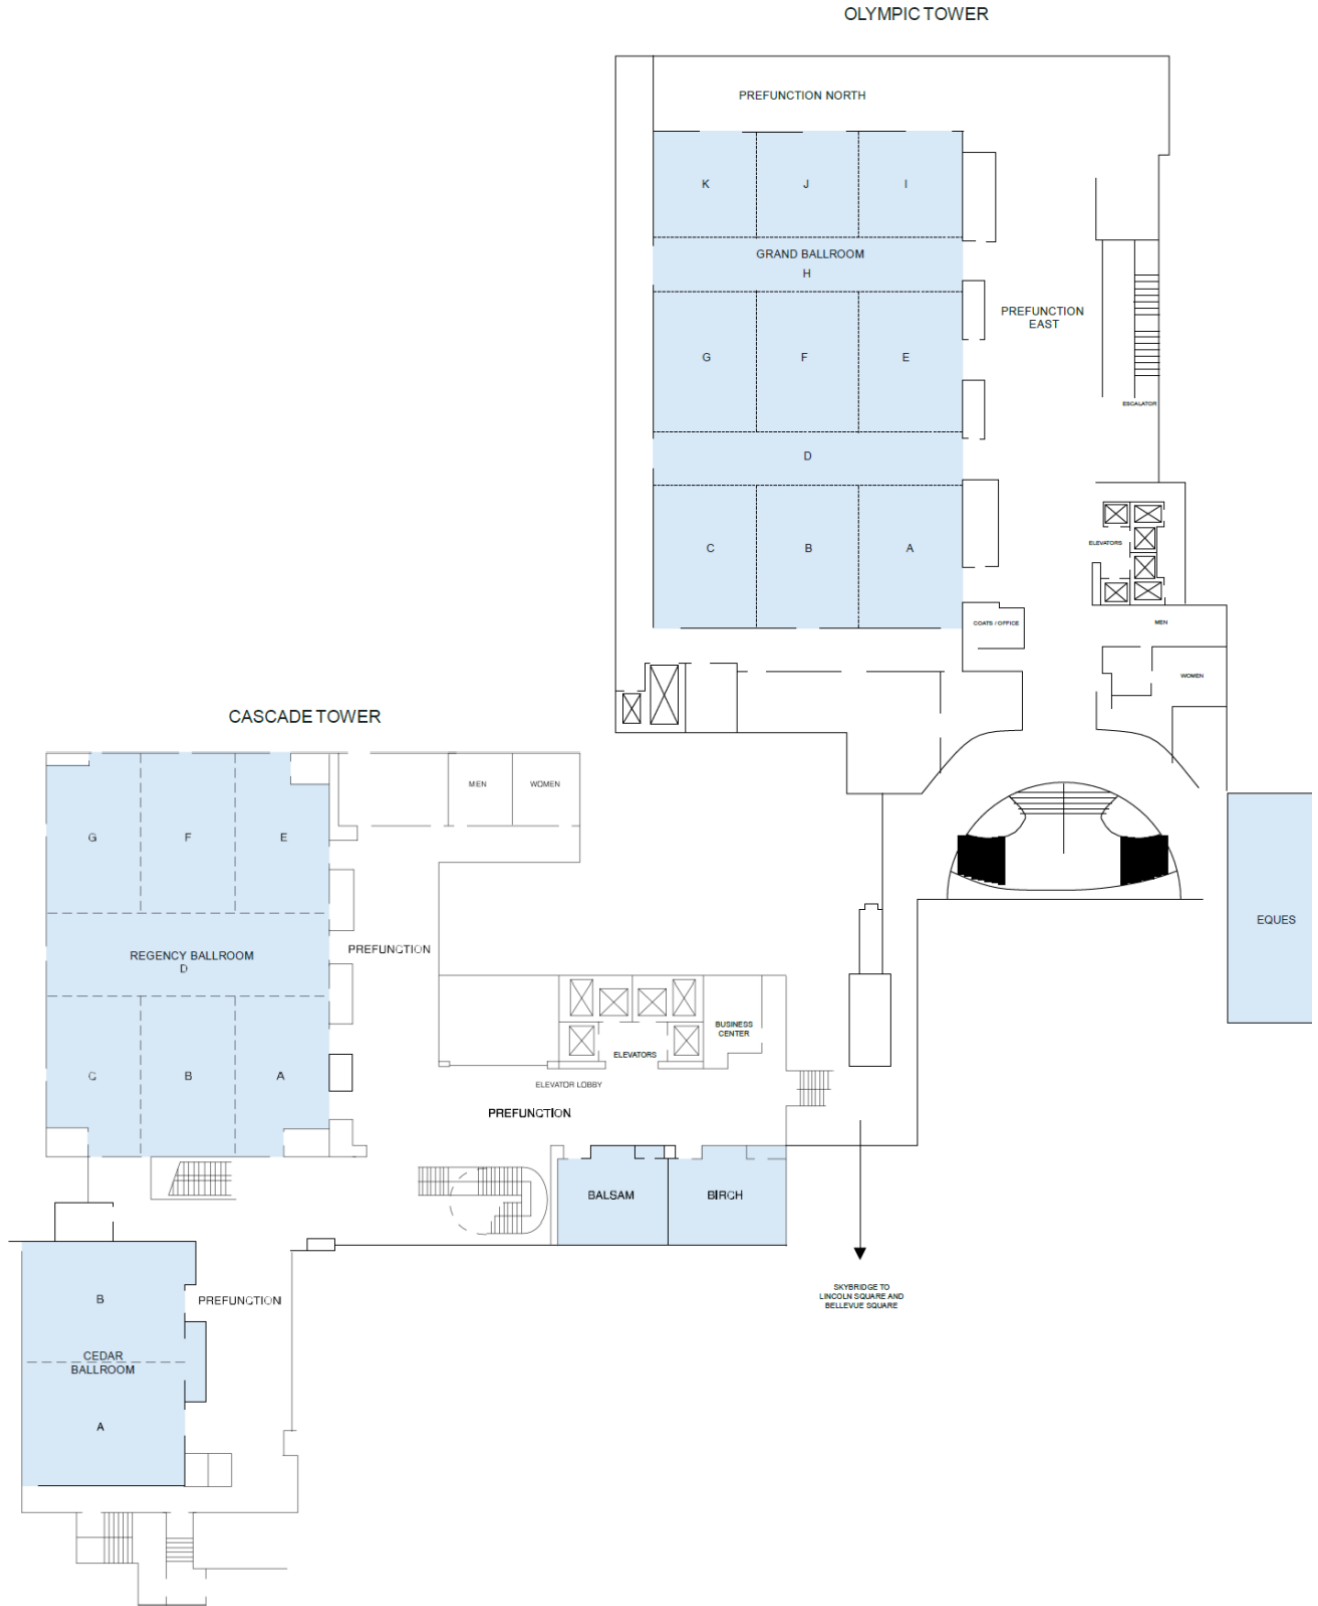 OLYMPIC TOWER
PREFUNCTION NORTH
K
J
I
GRAND BALLROOM
H
PREFUNCTION
EAST
G
F
E
ESCALATOR
D
ELEVATORS
C
B
A
COATS / OFFICE
MEN
WOMEN
CASCADE TOWER
MEN
WOMEN
G
F
E
EQUES
PREFUNCTION
REGENCY BALLROOM
D
BUSINESS
CENTER
ELEVATORS
C
B
A
ELEVATOR LOBBY
PREFUNCTION
BALSAM
BIRCH
SKYBRIDGE TO
LINCOLN SQUARE AND
BELLEVUE SQUARE
B
PREFUNCTION
CEDAR
BALLROOM
A